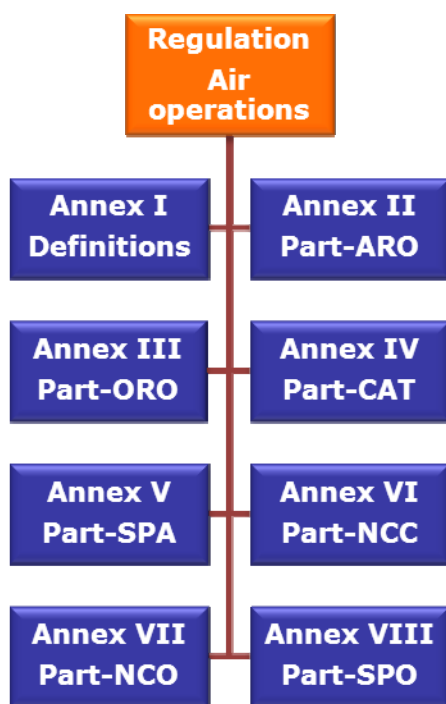 Regulation
Air
operations
Annex I
Definitions
Annex II
Part-ARO
Annex III
Part-ORO
Annex IV
Part-CAT
Annex V
Part-SPA
Annex VI
Part-NCC
Annex VII
Part-NCO
Annex VIII
Part-SPO